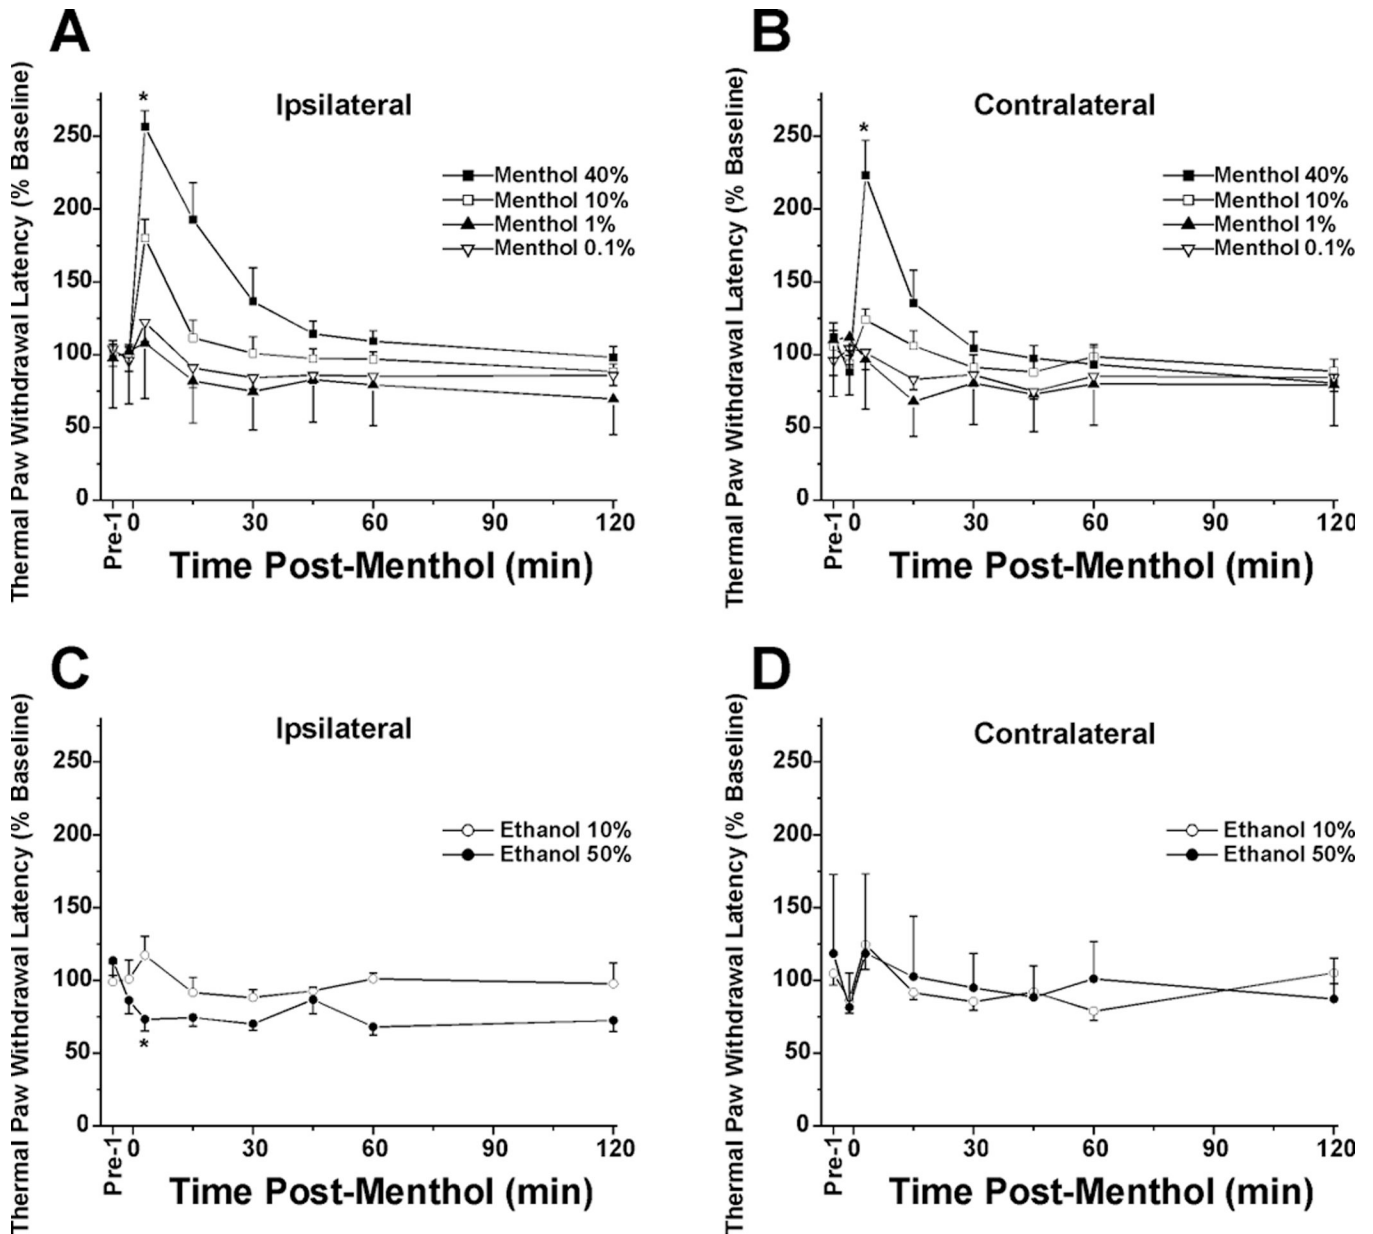 A
Thermal Paw Withdrawal Latency (% Baseline)
Ipsilateral
*
250
200
150
100
50
0
Menthol 40%
Menthol 10%
Menthol 1%
Menthol 0.1%
Pre-1
0
30
60
90
120
Time Post-Menthol (min)
B
Thermal Paw Withdrawal Latency (% Baseline)
Contralateral
*
250
200
150
100
50
0
Menthol 40%
Menthol 10%
Menthol 1%
Menthol 0.1%
Pre-1
0
30
60
90
120
Time Post-Menthol (min)
C
Thermal Paw Withdrawal Latency (% Baseline)
Ipsilateral
250
200
150
100
50
0
Ethanol 10%
Ethanol 50%
*
Pre-1
0
30
60
90
120
Time Post-Menthol (min)
D
Thermal Paw Withdrawal Latency (% Baseline)
Contralateral
250
200
150
100
50
0
Ethanol 10%
Ethanol 50%
Pre-1
0
30
60
90
120
Time Post-Menthol (min)